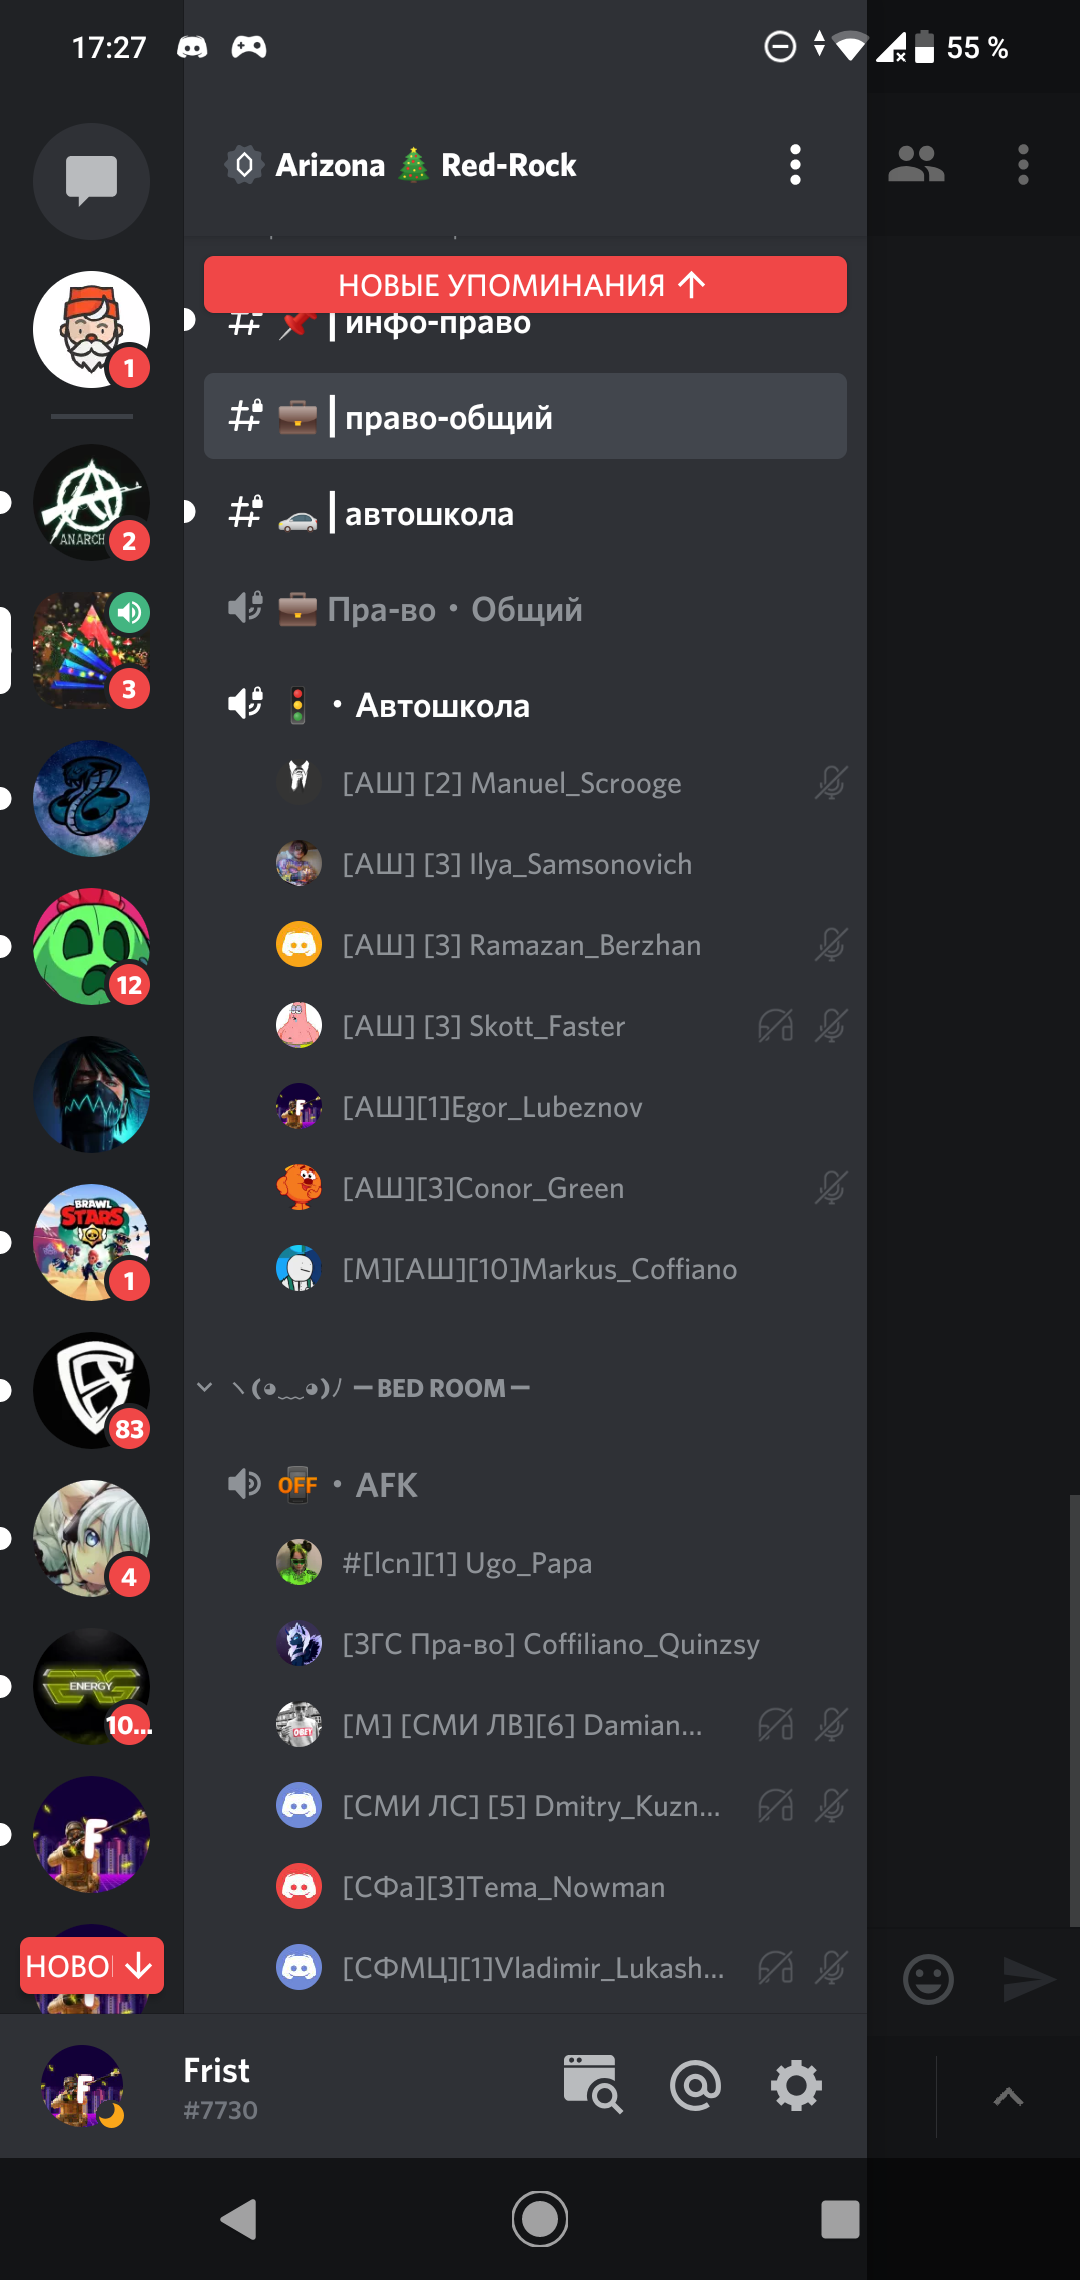 17:27
55 %
Arizona 🎄 Red-Rock
НОВЫЕ УПОМИНАНИЯ ↑
инфо-право
право-общий
автошкола
Пра-во • Общий
• Автошкола
[АШ] [2] Manuel_Scrooge
[АШ] [3] Ilya_Samsonovich
[АШ] [3] Ramazan_Berzhan
[АШ] [3] Skott_Faster
[АШ][1]Egor_Lubeznov
[АШ][3]Conor_Green
[М][АШ][10]Markus_Coffiano
ヽ(◕‿◕)ﾉ — BED ROOM —
OFF • AFK
#[lcn][1] Ugo_Papa
[ЗГС Пра-во] Coffiliano_Quinzsy
[М] [СМИ ЛВ][6] Damian...
[СМИ ЛС] [5] Dmitry_Kuzn...
[СФа][3]Tema_Nowman
[СФМЦ][1]Vladimir_Lukash...
1
ANARCH
2
3
12
BRAWL
STARS
1
83
4
ENERGY
10...
F
НОВО
F
Frist
#7730